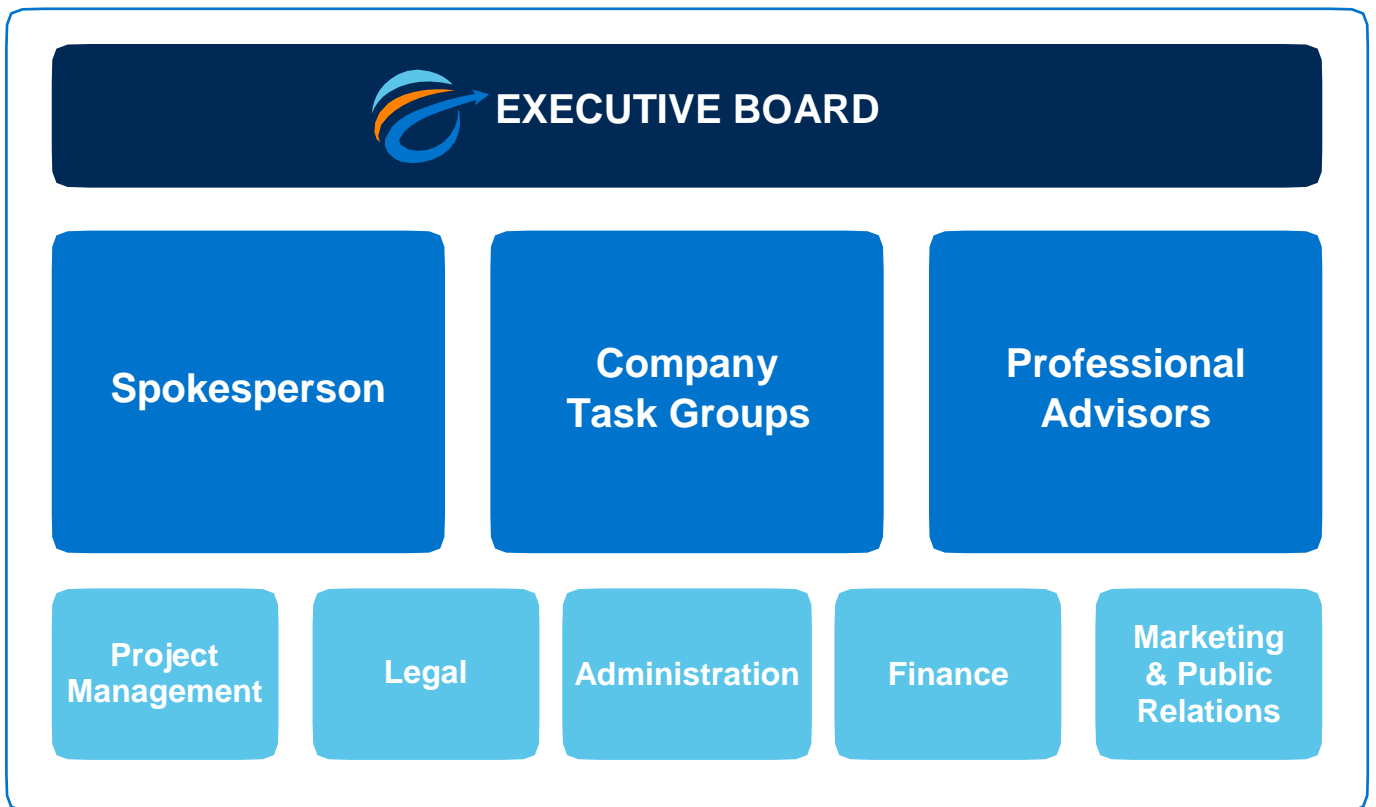 EXECUTIVE BOARD
Spokesperson
Company
Task Groups
Professional
Advisors
Project
Management
Legal
Administration
Finance
Marketing
& Public
Relations